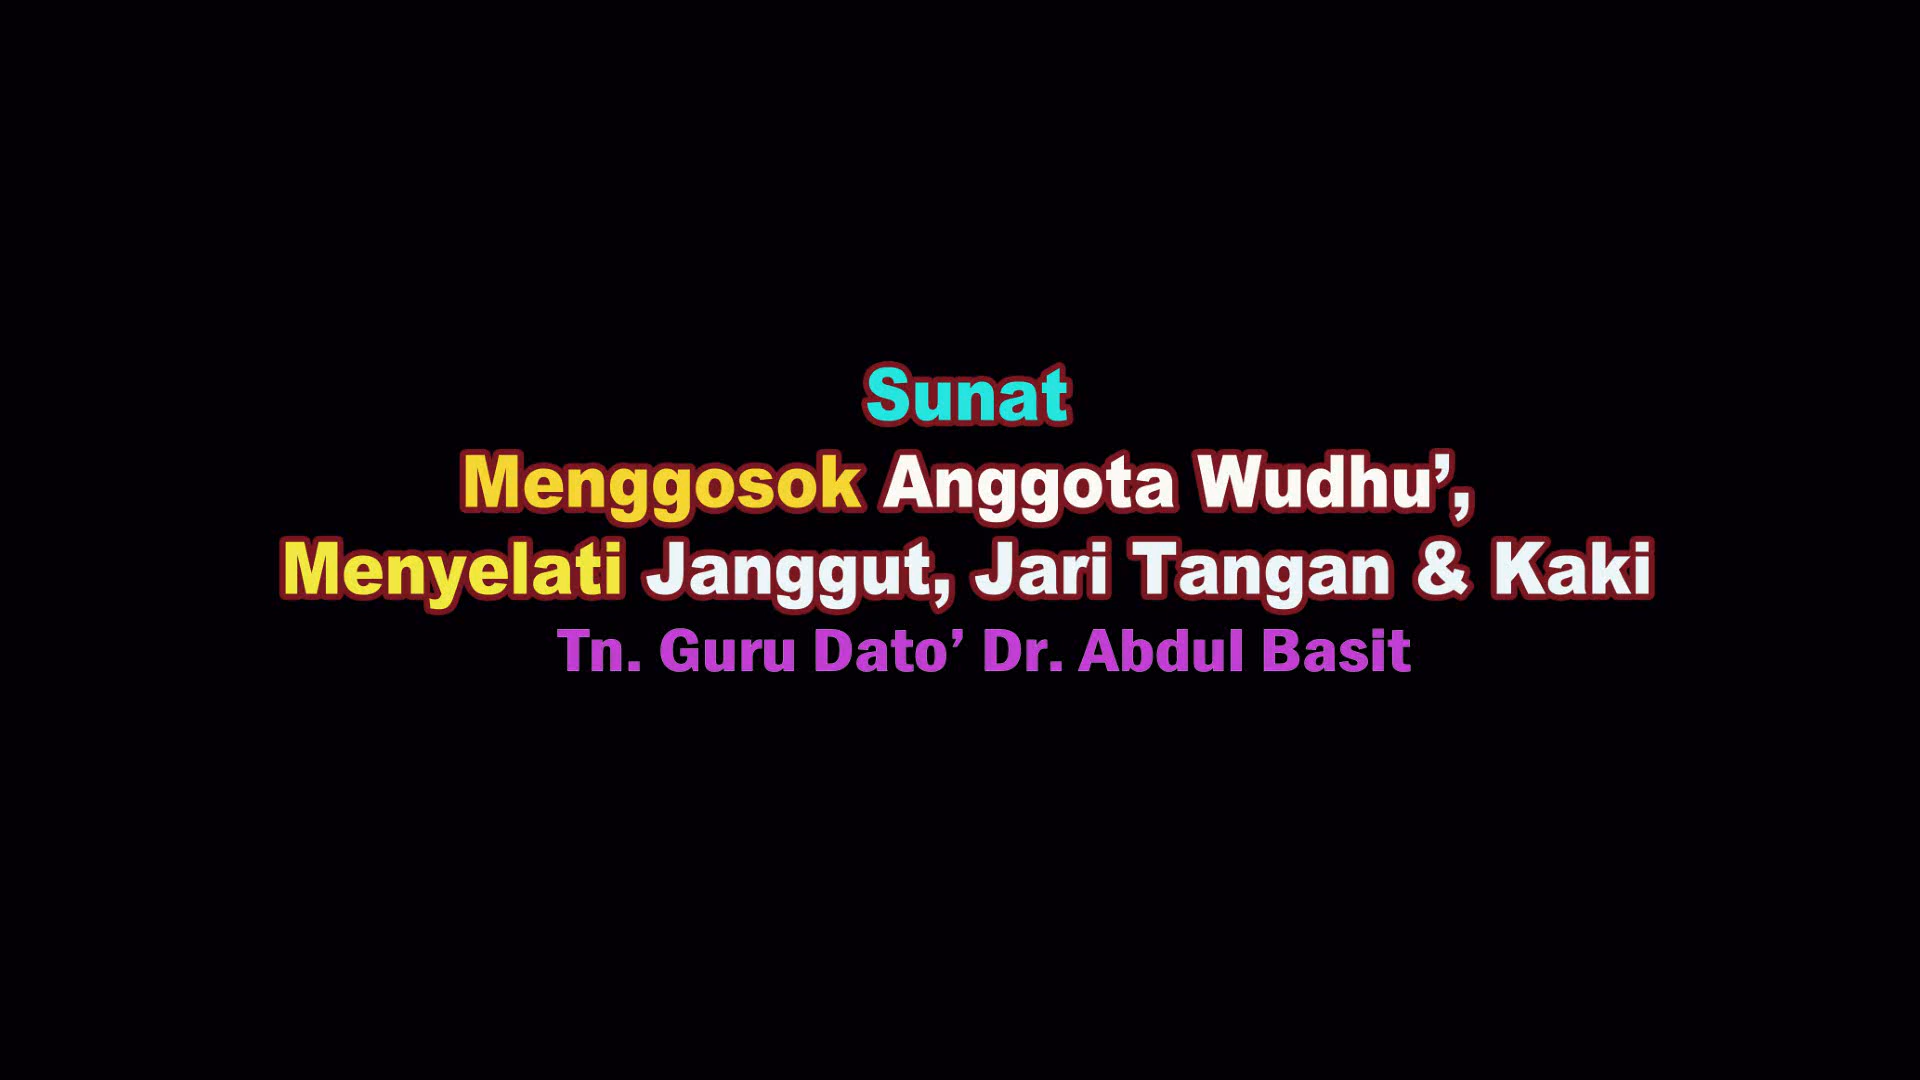 Sunat
Menggosok Anggota Wudhu’,
Menyelati Janggut, Jari Tangan & Kaki
Tn. Guru Dato’ Dr. Abdul Basit